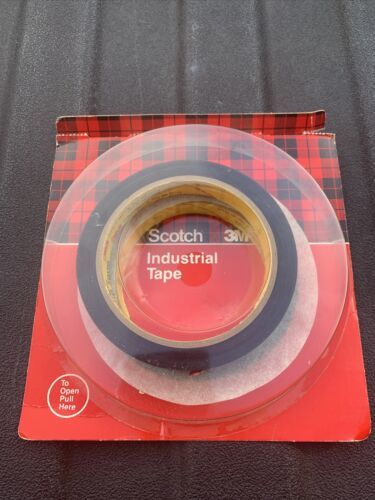 Scotch 3M
Industrial
Tape
To
Open
Pull
Here